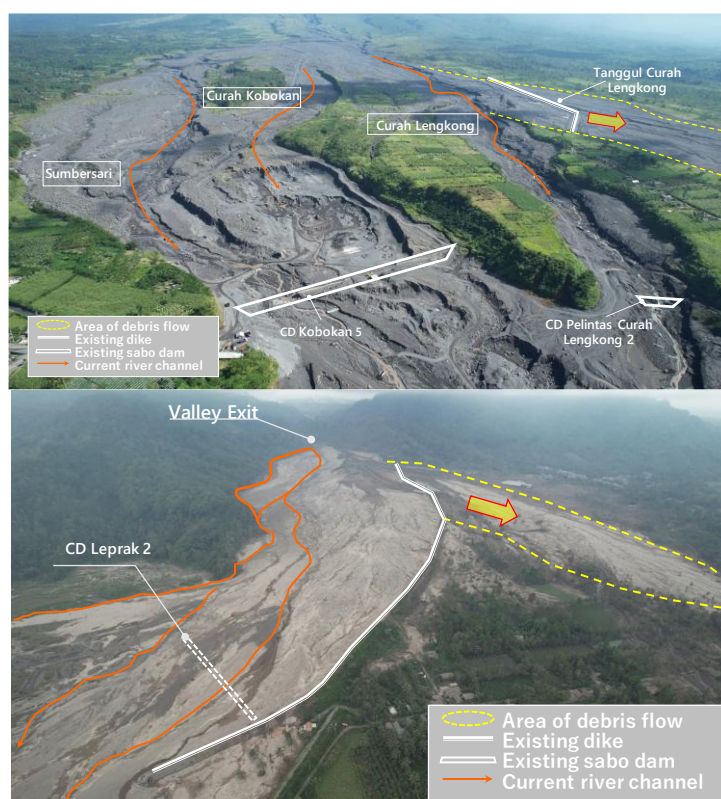 Tanggul Curah
Lengkong
Curah Kobokan
Curah Lengkong
Sumbersari
CD Kobokan 5
CD Pelintas Curah
Lengkong 2
Area of debris flow
Existing dike
Existing sabo dam
Current river channel
Valley Exit
CD Leprak 2
Area of debris flow
Existing dike
Existing sabo dam
Current river channel